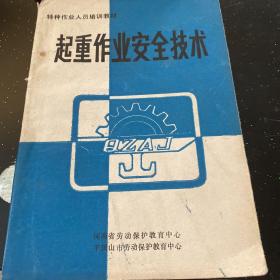 特种作业人员培训教材
起重作业安全技术
河南省劳动保护教育中心
平顶山市劳动保护教育中心